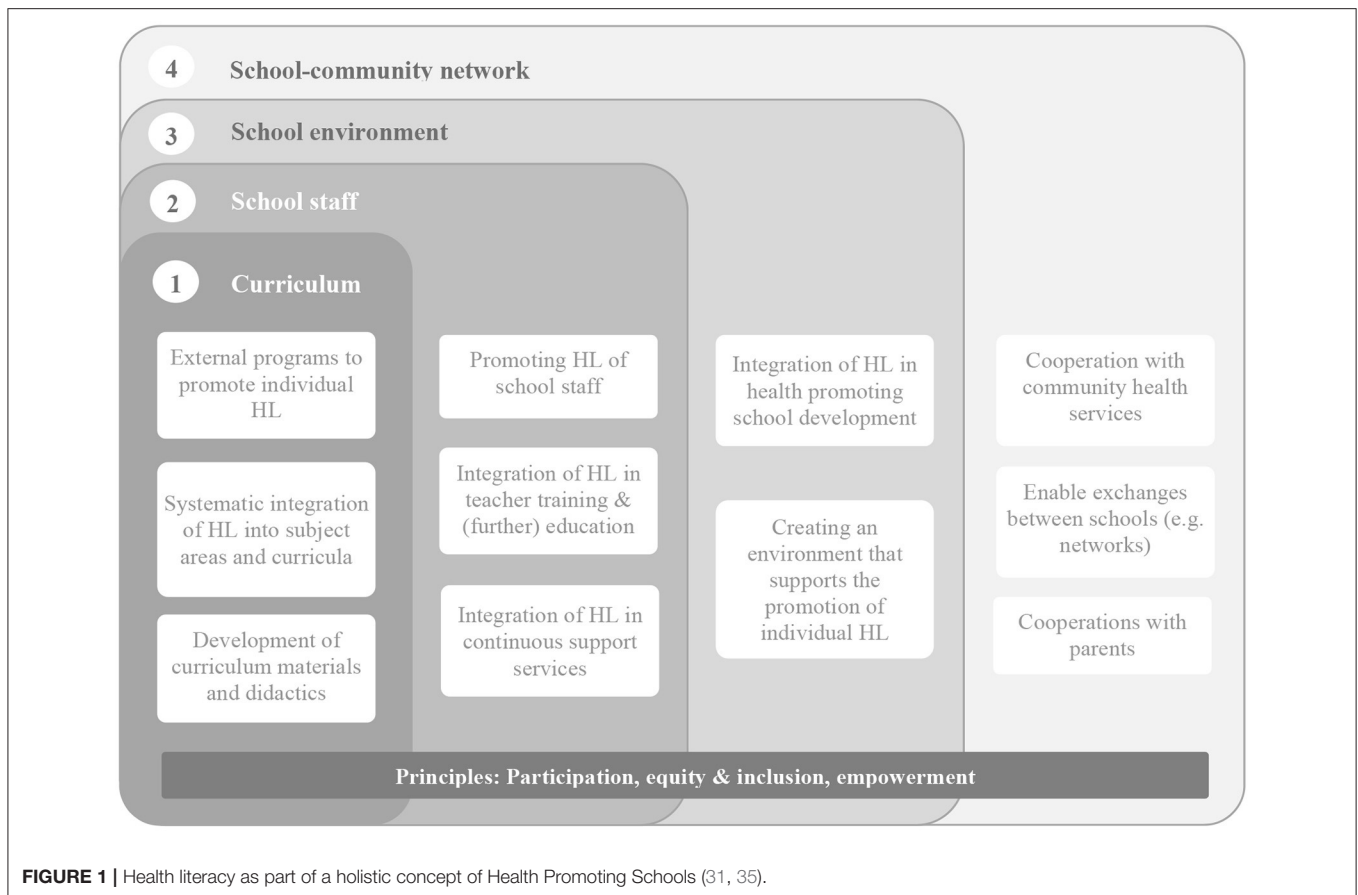 4 School-community network
3 School environment
2 School staff
1 Curriculum
External programs to
promote individual
HL
Systematic integration
of HL into subject
areas and curricula
Development of
curriculum materials
and didactics
Promoting HL of
school staff
Integration of HL in
teacher training &
(further) education
Integration of HL in
continuous support
services
Integration of HL in
health promoting
school development
Creating an
environment that
supports the
promotion of
individual HL
Cooperation with
community health
services
Enable exchanges
between schools (e.g.
networks)
Cooperations with
parents
Principles: Participation, equity & inclusion, empowerment
FIGURE 1 | Health literacy as part of a holistic concept of Health Promoting Schools (31, 35).